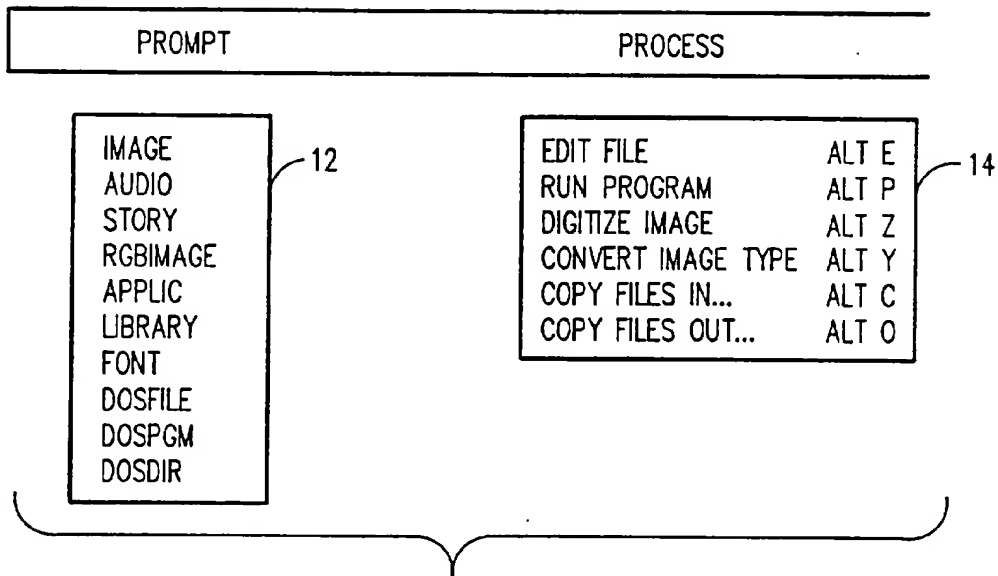 PROMPT PROCESS
IMAGE
AUDIO
STORY
RGBIMAGE
APPLIC
LIBRARY
FONT
DOSFILE
DOSPGM
DOSDIR
12
EDIT FILE ALT E
RUN PROGRAM ALT P
DIGITIZE IMAGE ALT Z
CONVERT IMAGE TYPE ALT Y
COPY FILES IN... ALT C
COPY FILES OUT... ALT O
14